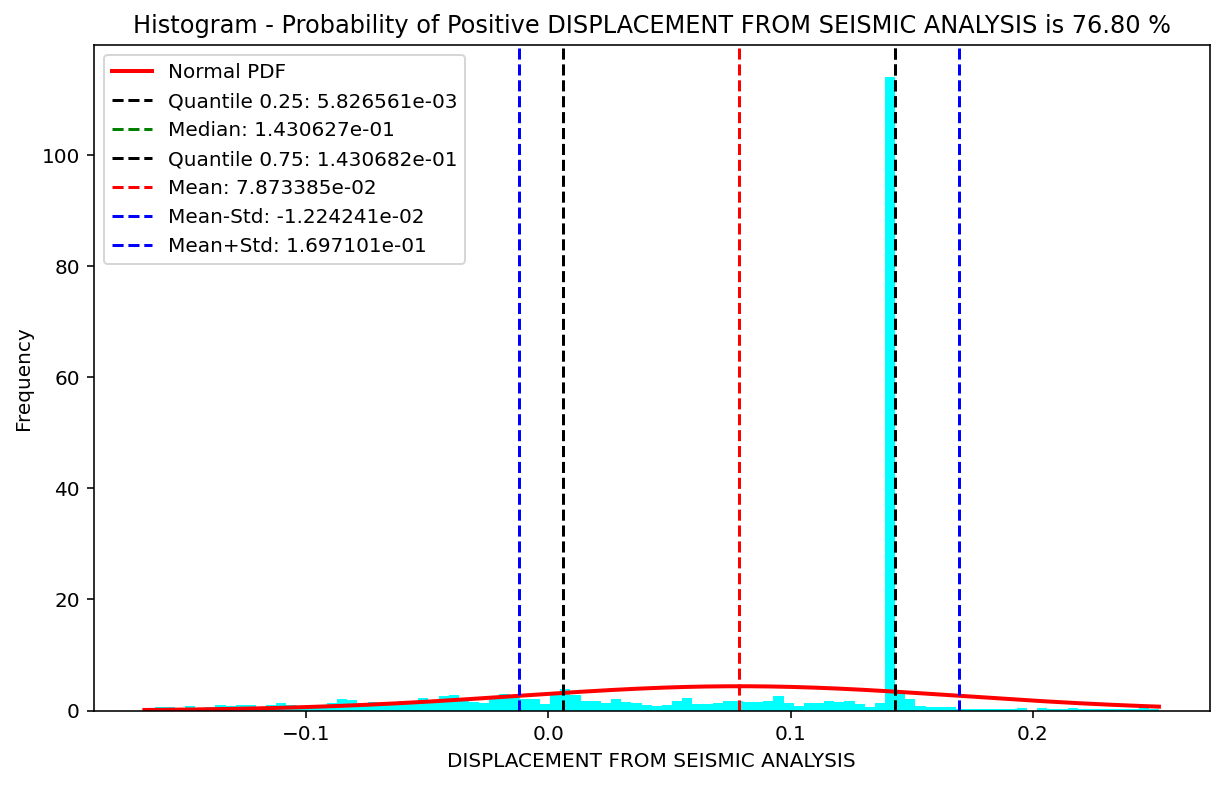 Histogram - Probability of Positive DISPLACEMENT FROM SEISMIC ANALYSIS is 76.80 %
Normal PDF
Quantile 0.25: 5.826561e-03
Median: 1.430627e-01
Quantile 0.75: 1.430682e-01
Mean: 7.873385e-02
Mean-Std: -1.224241e-02
Mean+Std: 1.697101e-01
Frequency
100
80
60
40
20
0
−0.1
0.0
0.1
0.2
DISPLACEMENT FROM SEISMIC ANALYSIS